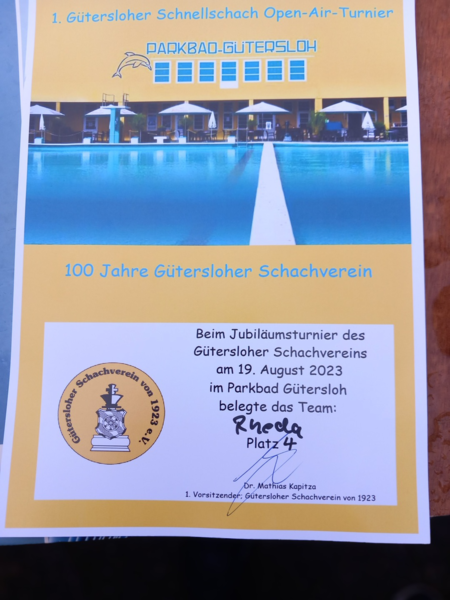 1. Gütersloher Schnellschach Open-Air-Turnier
PARKBAD-GÜTERSLOH
100 Jahre Gütersloher Schachverein
Gütersloher Schachverein von 1923 e.V.
Beim Jubiläumsturnier des
Gütersloher Schachvereins
am 19. August 2023
im Parkbad Gütersloh
belegte das Team:
Rheda
Platz 4
Dr. Mathias Kapitza
1. Vorsitzender; Gütersloher Schachverein von 1923